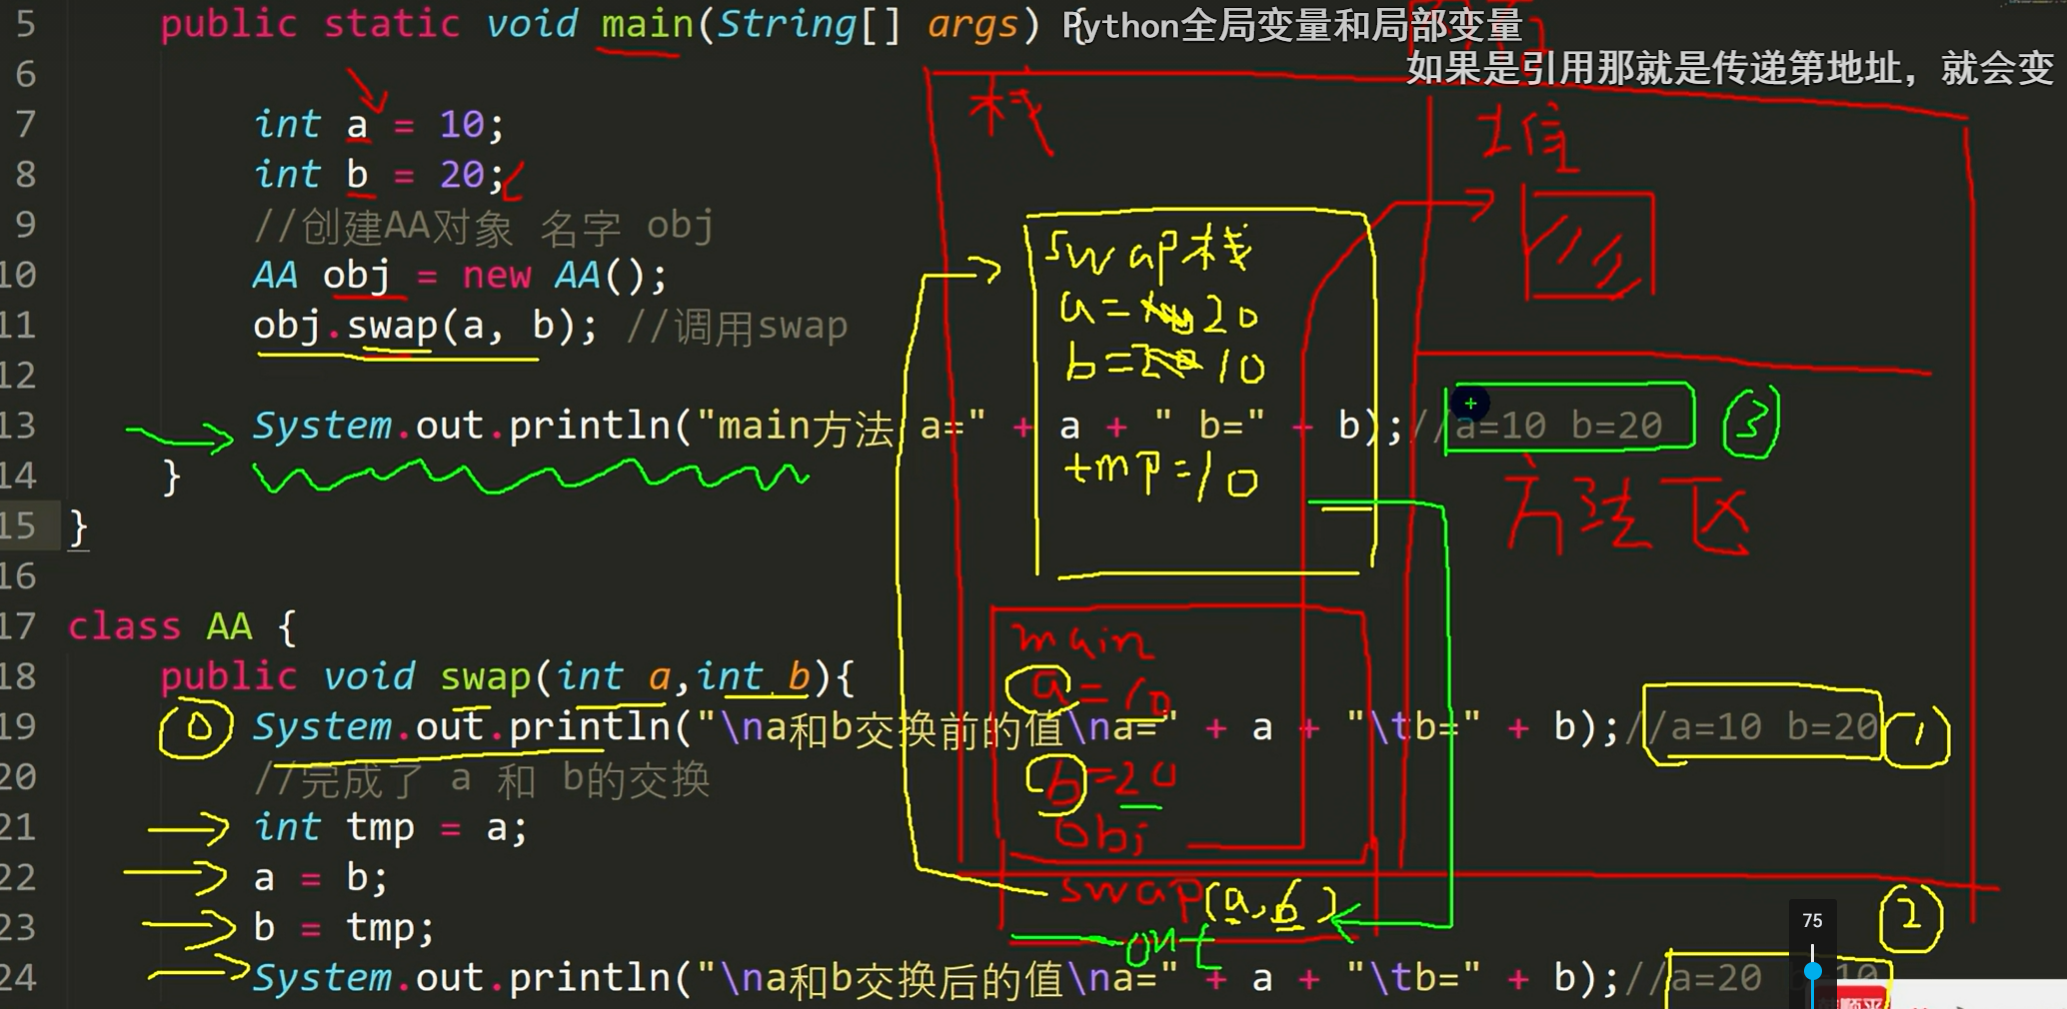 Python全局变量和局部变量
如果是引用那就是传递第地址，就会变
5 public static void main(String[] args) {
6
7 int a = 10;
8 int b = 20;
9 //创建AA对象 名字 obj
10 AA obj = new AA();
11 obj.swap(a, b); //调用swap
12
13 System.out.println("main方法 a=" + a + " b=" + b);//a=10 b=20
14 }
15 }
16
17 class AA {
18 public void swap(int a,int b){
19 System.out.println("\na和b交换前的值\na=" + a + "\tb=" + b);//a=10 b=20
20 //完成了 a 和 b的交换
21 int tmp = a;
22 a = b;
23 b = tmp;
24 System.out.println("\na和b交换后的值\na=" + a + "\tb=" + b);//a=20 b=10
栈
堆
swap栈
a=20
b=10
tmp=10
方法区
main
a=10
b=20
obj
swap(a,b)
out
0
1
2
3
75